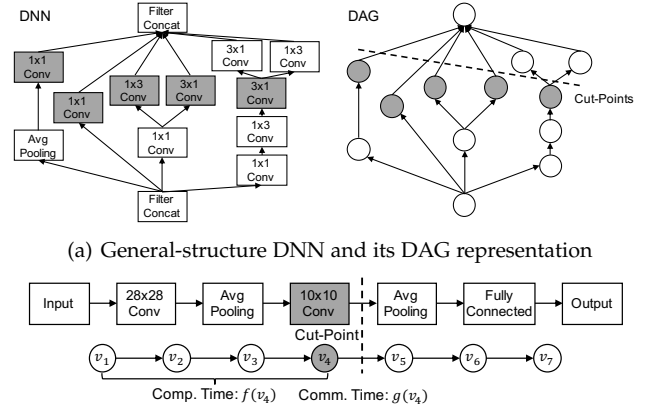 DNN
DAG
Filter Concat
1x1 Conv
3x1 Conv
1x3 Conv
1x1 Conv
1x3 Conv
3x1 Conv
3x1 Conv
Cut-Points
Avg Pooling
1x1 Conv
1x3 Conv
1x1 Conv
Filter Concat
(a) General-structure DNN and its DAG representation
Input
28x28 Conv
Avg Pooling
10x10 Conv
Avg Pooling
Fully Connected
Output
Cut-Point
v₁ v₂ v₃ v₄ v₅ v₆ v₇
Comp. Time: f(v₄) Comm. Time: g(v₄)